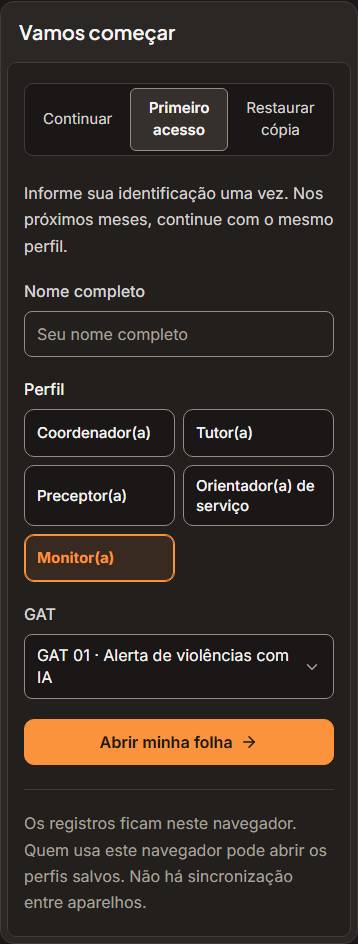 Vamos começar
Continuar
Primeiro
acesso
Restaurar
cópia
Informe sua identificação uma vez. Nos
próximos meses, continue com o mesmo
perfil.
Nome completo
Seu nome completo
Perfil
Coordenador(a)
Tutor(a)
Preceptor(a)
Orientador(a) de
serviço
Monitor(a)
GAT
GAT 01 · Alerta de violências com
IA
Abrir minha folha →
Os registros ficam neste navegador.
Quem usa este navegador pode abrir os
perfis salvos. Não há sincronização
entre aparelhos.